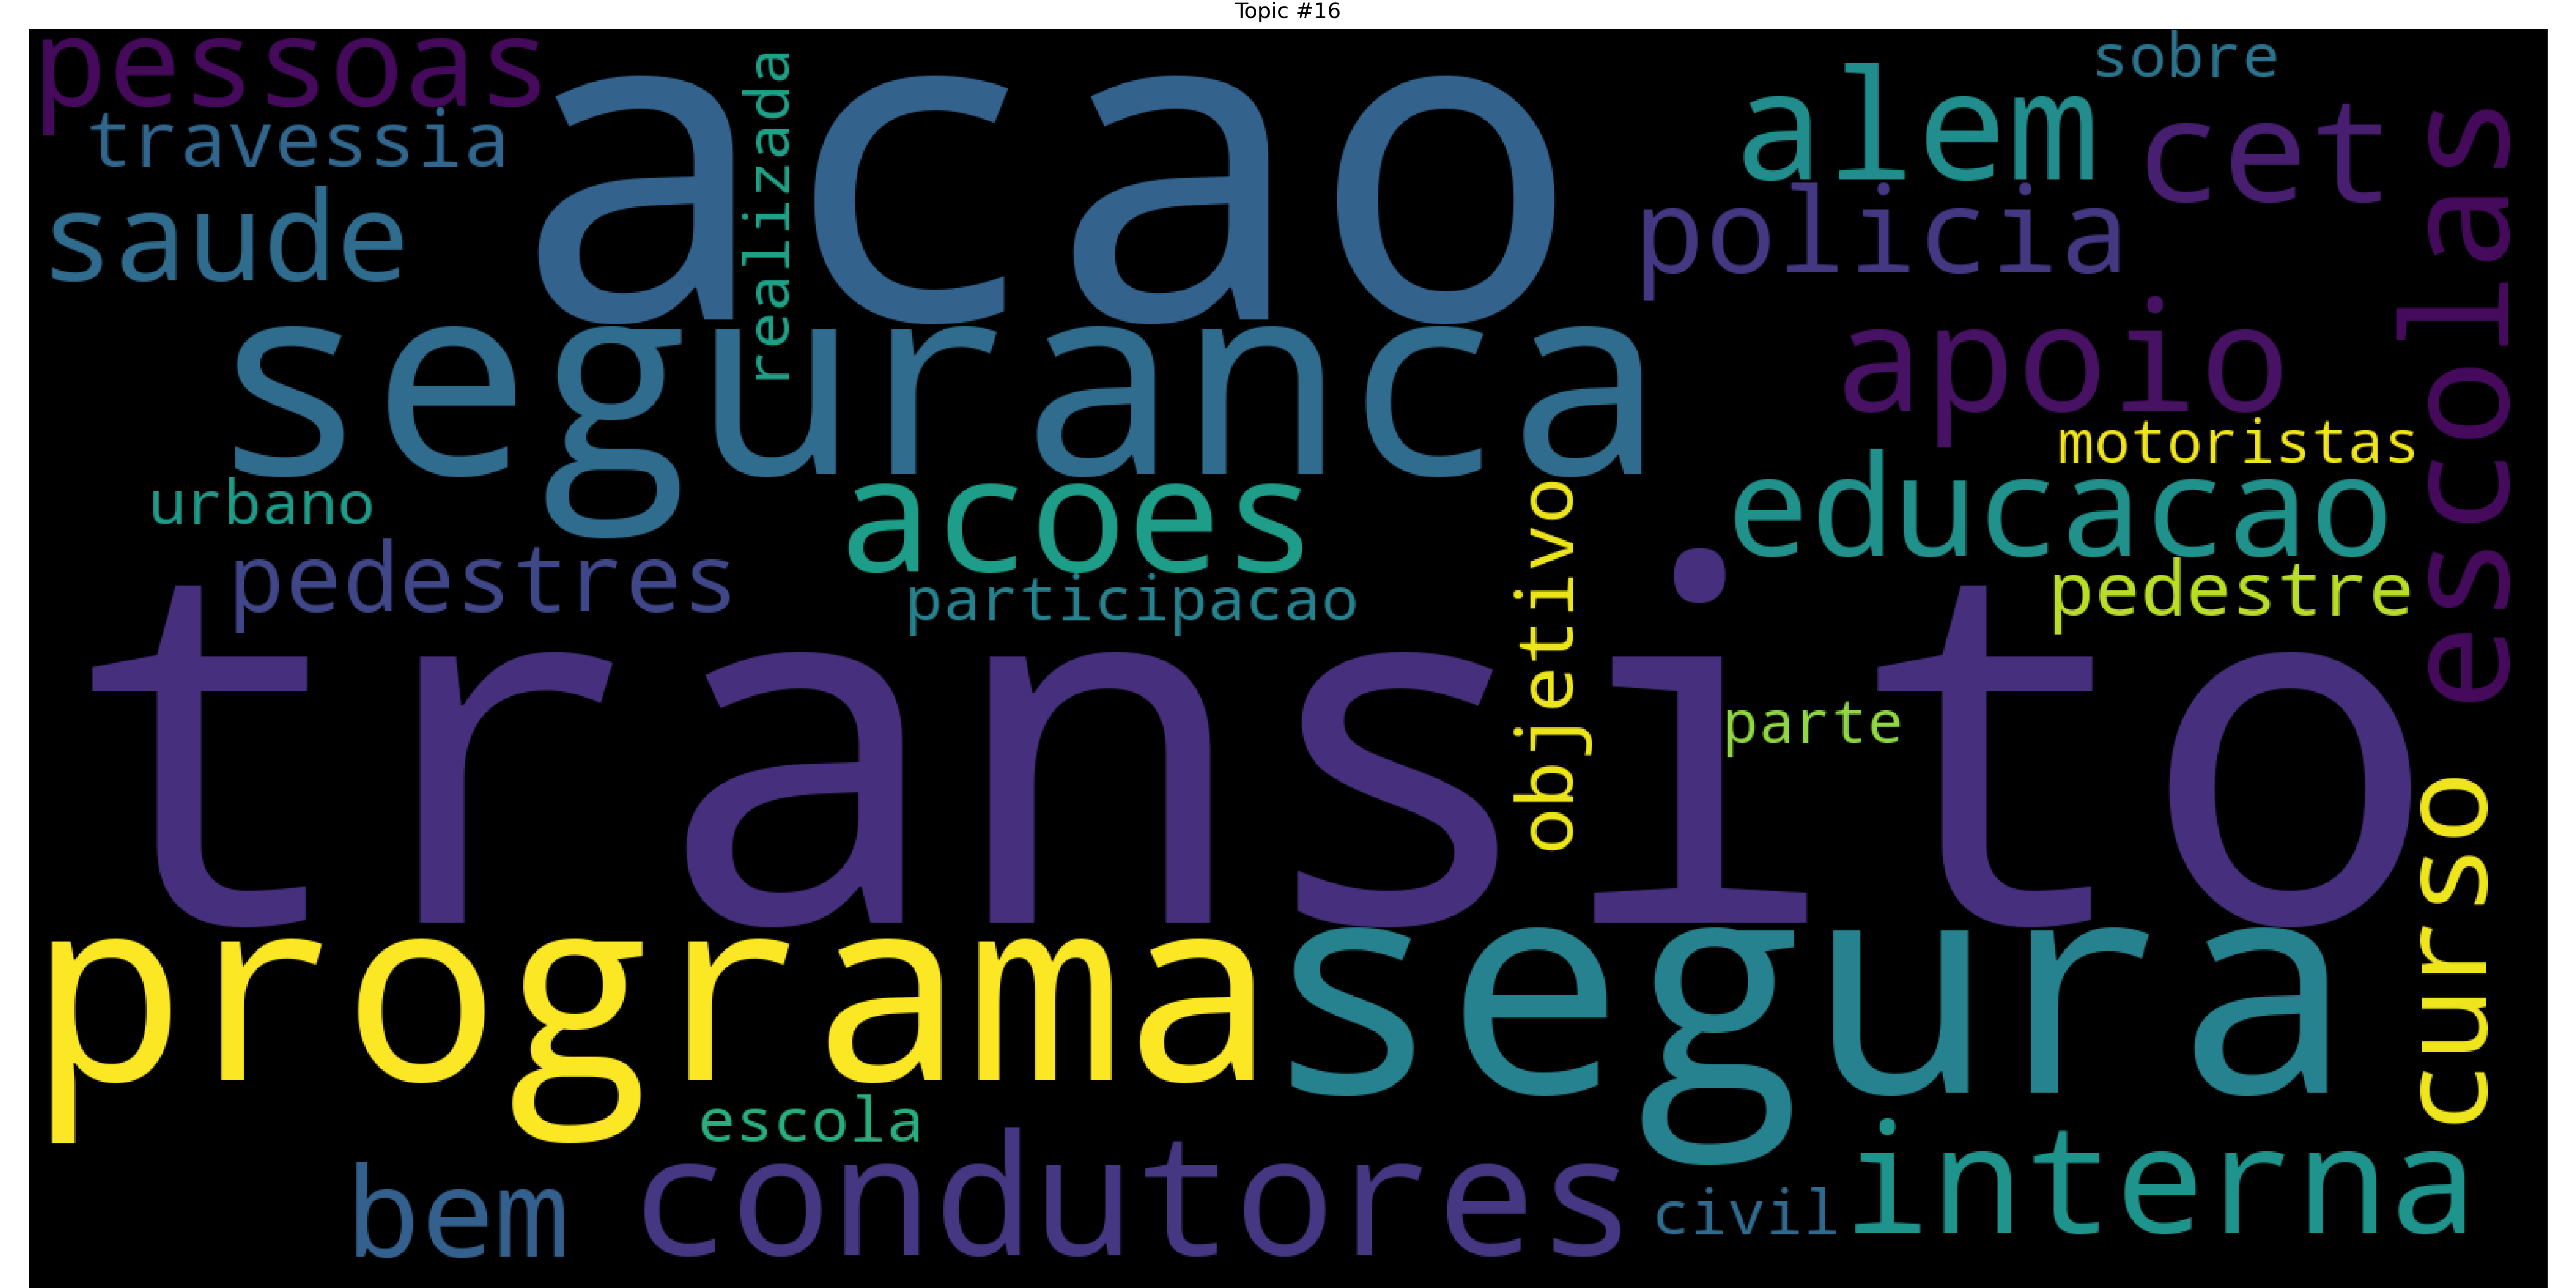 Topic #16
pessoas
acao
realizada
alem
sobre
travessia
cet
saude
policia
escolas
seguranca
apoio
motoristas
urbano
acoes
objetivo
educacao
pedestres
participacao
pedestre
transito
parte
programa
segura
curso
escola
bem
condutores
civil
interna